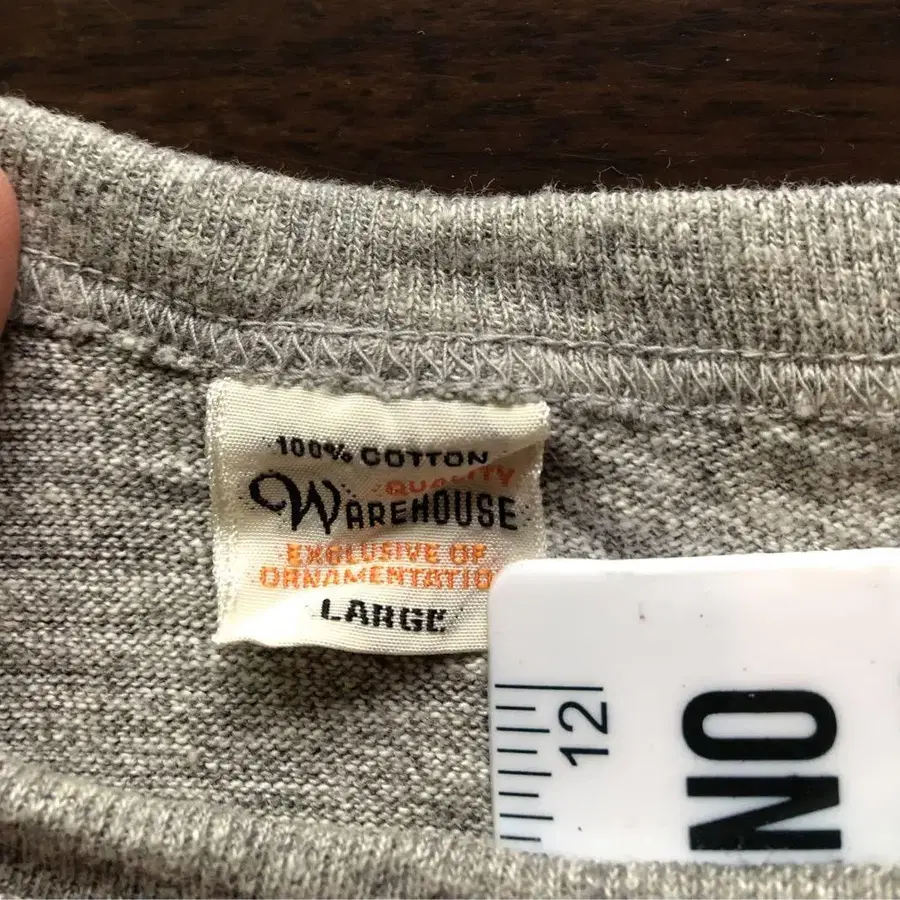 100% COTTON
QUALITY
WAREHOUSE
EXCLUSIVE OF
ORNAMENTATIO
LARGE
12
NO